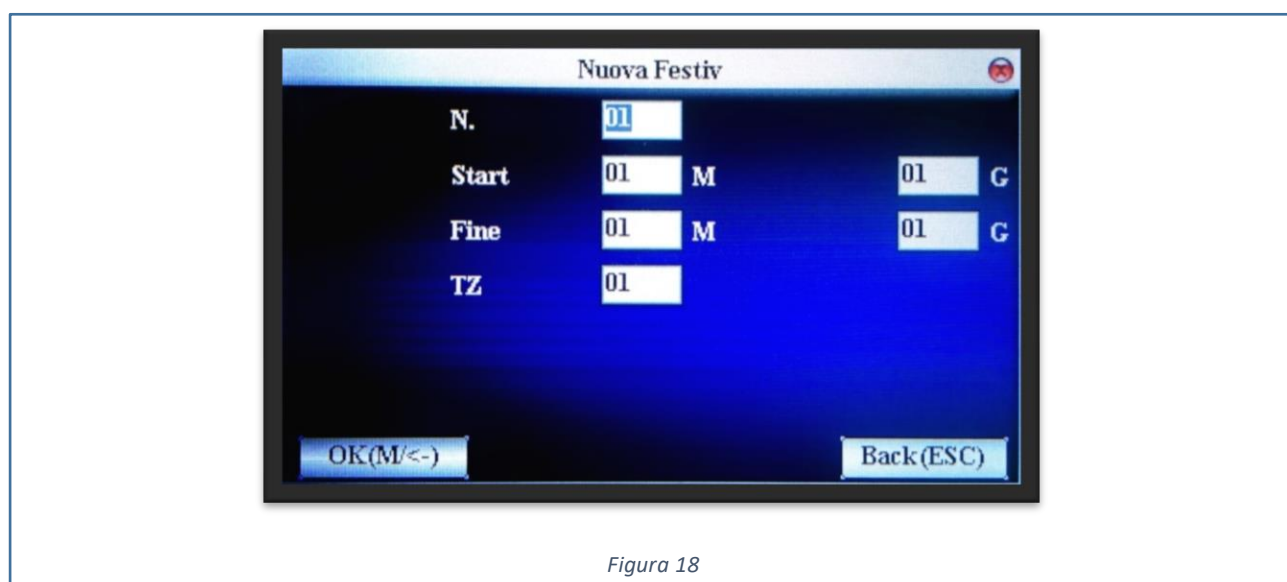 Nuova Festiv
N. 01
Start 01 M 01 G
Fine 01 M 01 G
TZ 01
OK(M/<-) Back(ESC)
Figura 18